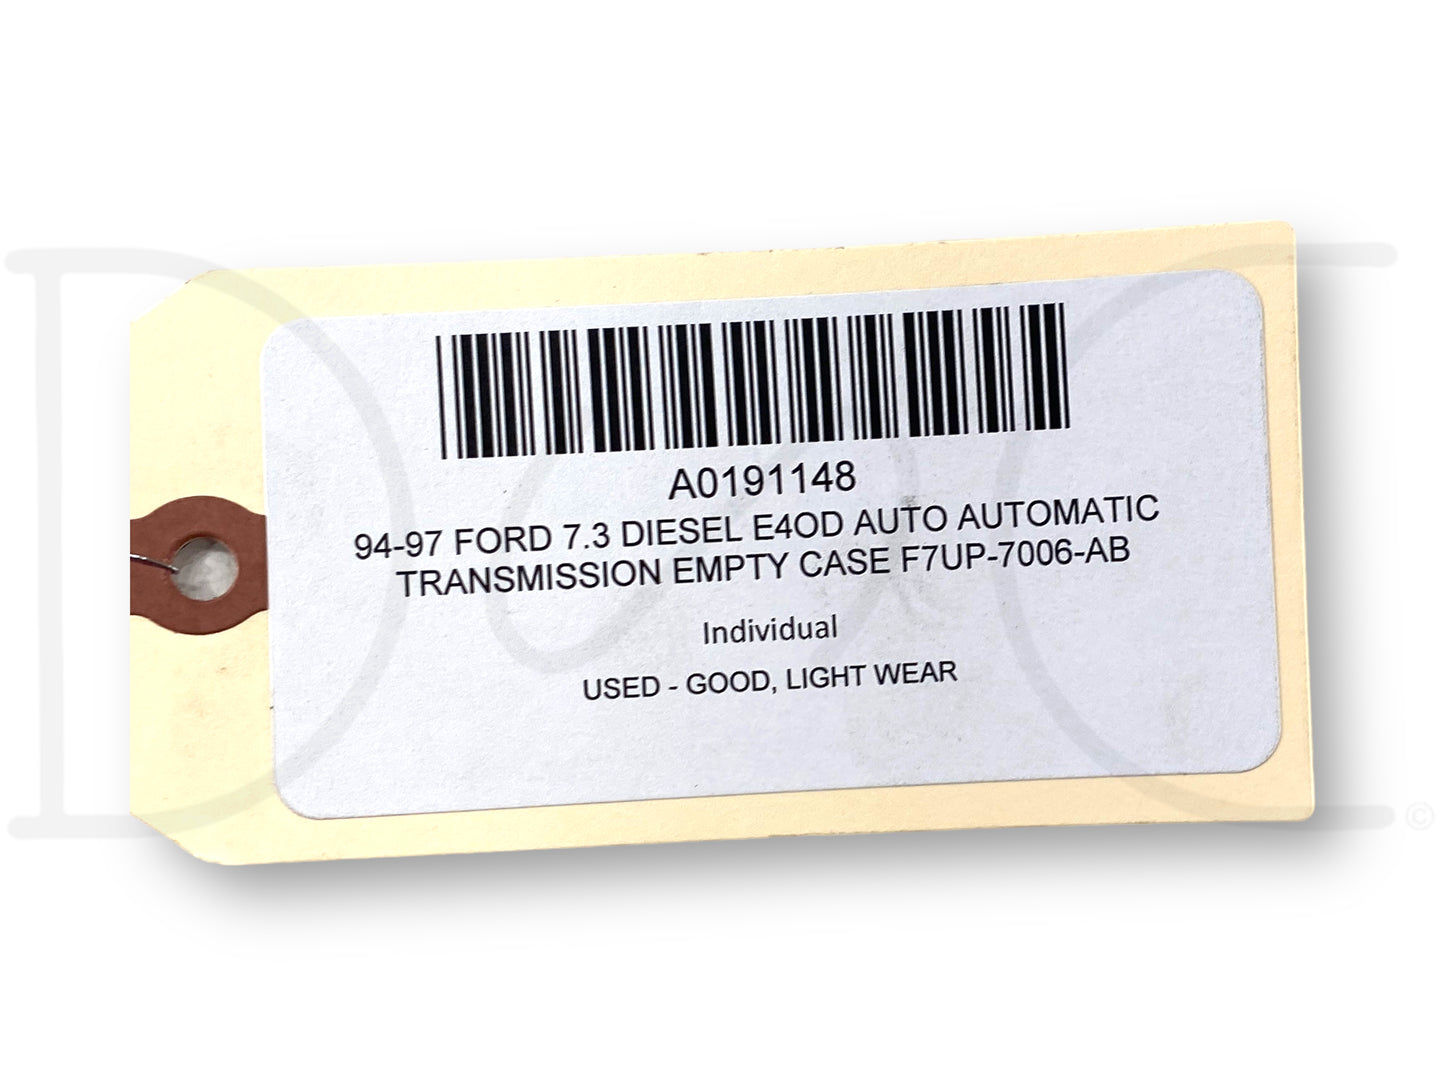 A0191148
94-97 FORD 7.3 DIESEL E4OD AUTO AUTOMATIC
TRANSMISSION EMPTY CASE F7UP-7006-AB
Individual
USED - GOOD, LIGHT WEAR